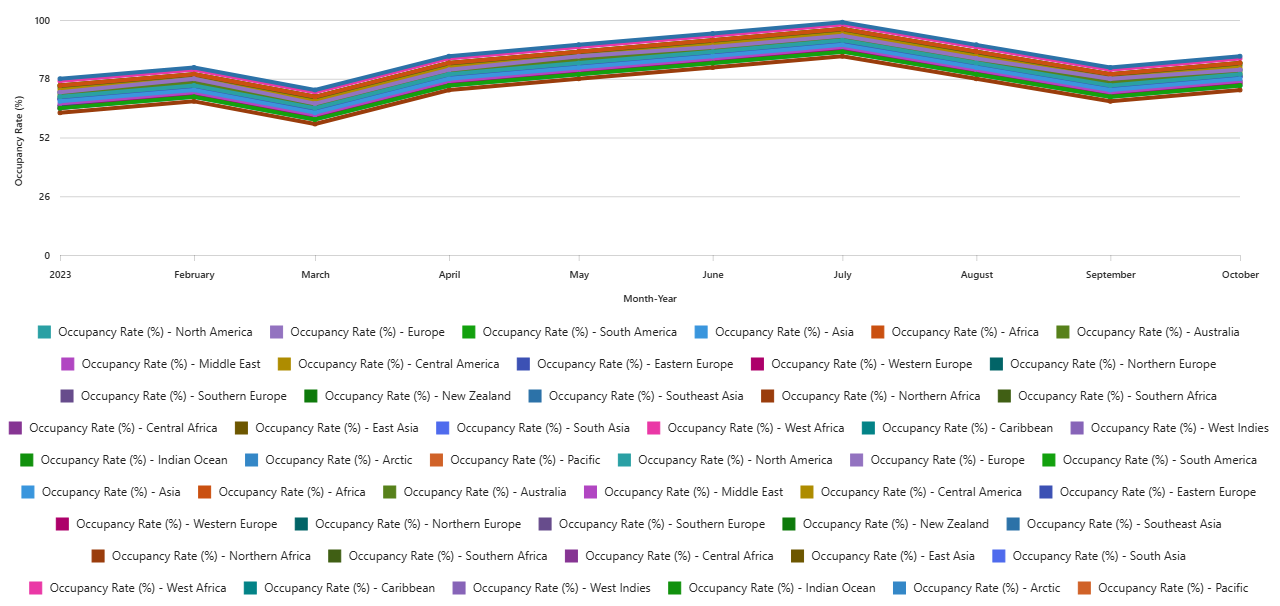 100
78
52
26
0
Occupancy Rate (%)
2023 February March April May June July August September October
Month-Year
Occupancy Rate (%) - North America Occupancy Rate (%) - Europe Occupancy Rate (%) - South America Occupancy Rate (%) - Asia Occupancy Rate (%) - Africa Occupancy Rate (%) - Australia
Occupancy Rate (%) - Middle East Occupancy Rate (%) - Central America Occupancy Rate (%) - Eastern Europe Occupancy Rate (%) - Western Europe Occupancy Rate (%) - Northern Europe
Occupancy Rate (%) - Southern Europe Occupancy Rate (%) - New Zealand Occupancy Rate (%) - Southeast Asia Occupancy Rate (%) - Northern Africa Occupancy Rate (%) - Southern Africa
Occupancy Rate (%) - Central Africa Occupancy Rate (%) - East Asia Occupancy Rate (%) - South Asia Occupancy Rate (%) - West Africa Occupancy Rate (%) - Caribbean Occupancy Rate (%) - West Indies
Occupancy Rate (%) - Indian Ocean Occupancy Rate (%) - Arctic Occupancy Rate (%) - Pacific Occupancy Rate (%) - North America Occupancy Rate (%) - Europe Occupancy Rate (%) - South America
Occupancy Rate (%) - Asia Occupancy Rate (%) - Africa Occupancy Rate (%) - Australia Occupancy Rate (%) - Middle East Occupancy Rate (%) - Central America Occupancy Rate (%) - Eastern Europe
Occupancy Rate (%) - Western Europe Occupancy Rate (%) - Northern Europe Occupancy Rate (%) - Southern Europe Occupancy Rate (%) - New Zealand Occupancy Rate (%) - Southeast Asia
Occupancy Rate (%) - Northern Africa Occupancy Rate (%) - Southern Africa Occupancy Rate (%) - Central Africa Occupancy Rate (%) - East Asia Occupancy Rate (%) - South Asia
Occupancy Rate (%) - West Africa Occupancy Rate (%) - Caribbean Occupancy Rate (%) - West Indies Occupancy Rate (%) - Indian Ocean Occupancy Rate (%) - Arctic Occupancy Rate (%) - Pacific